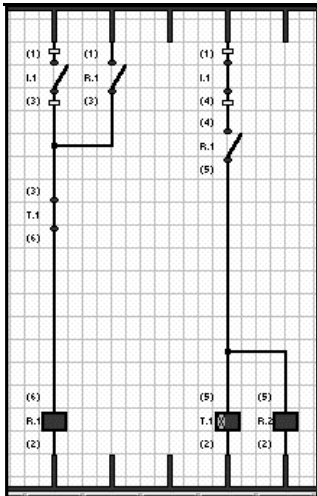 (1) (1) (1)
I.1 R.1 I.1
(3) (3) (4)
(4)
R.1
(5)
(3)
T.1
(6)
(6) (5) (5)
R.1 T.1 R.2
(2) (2) (2)